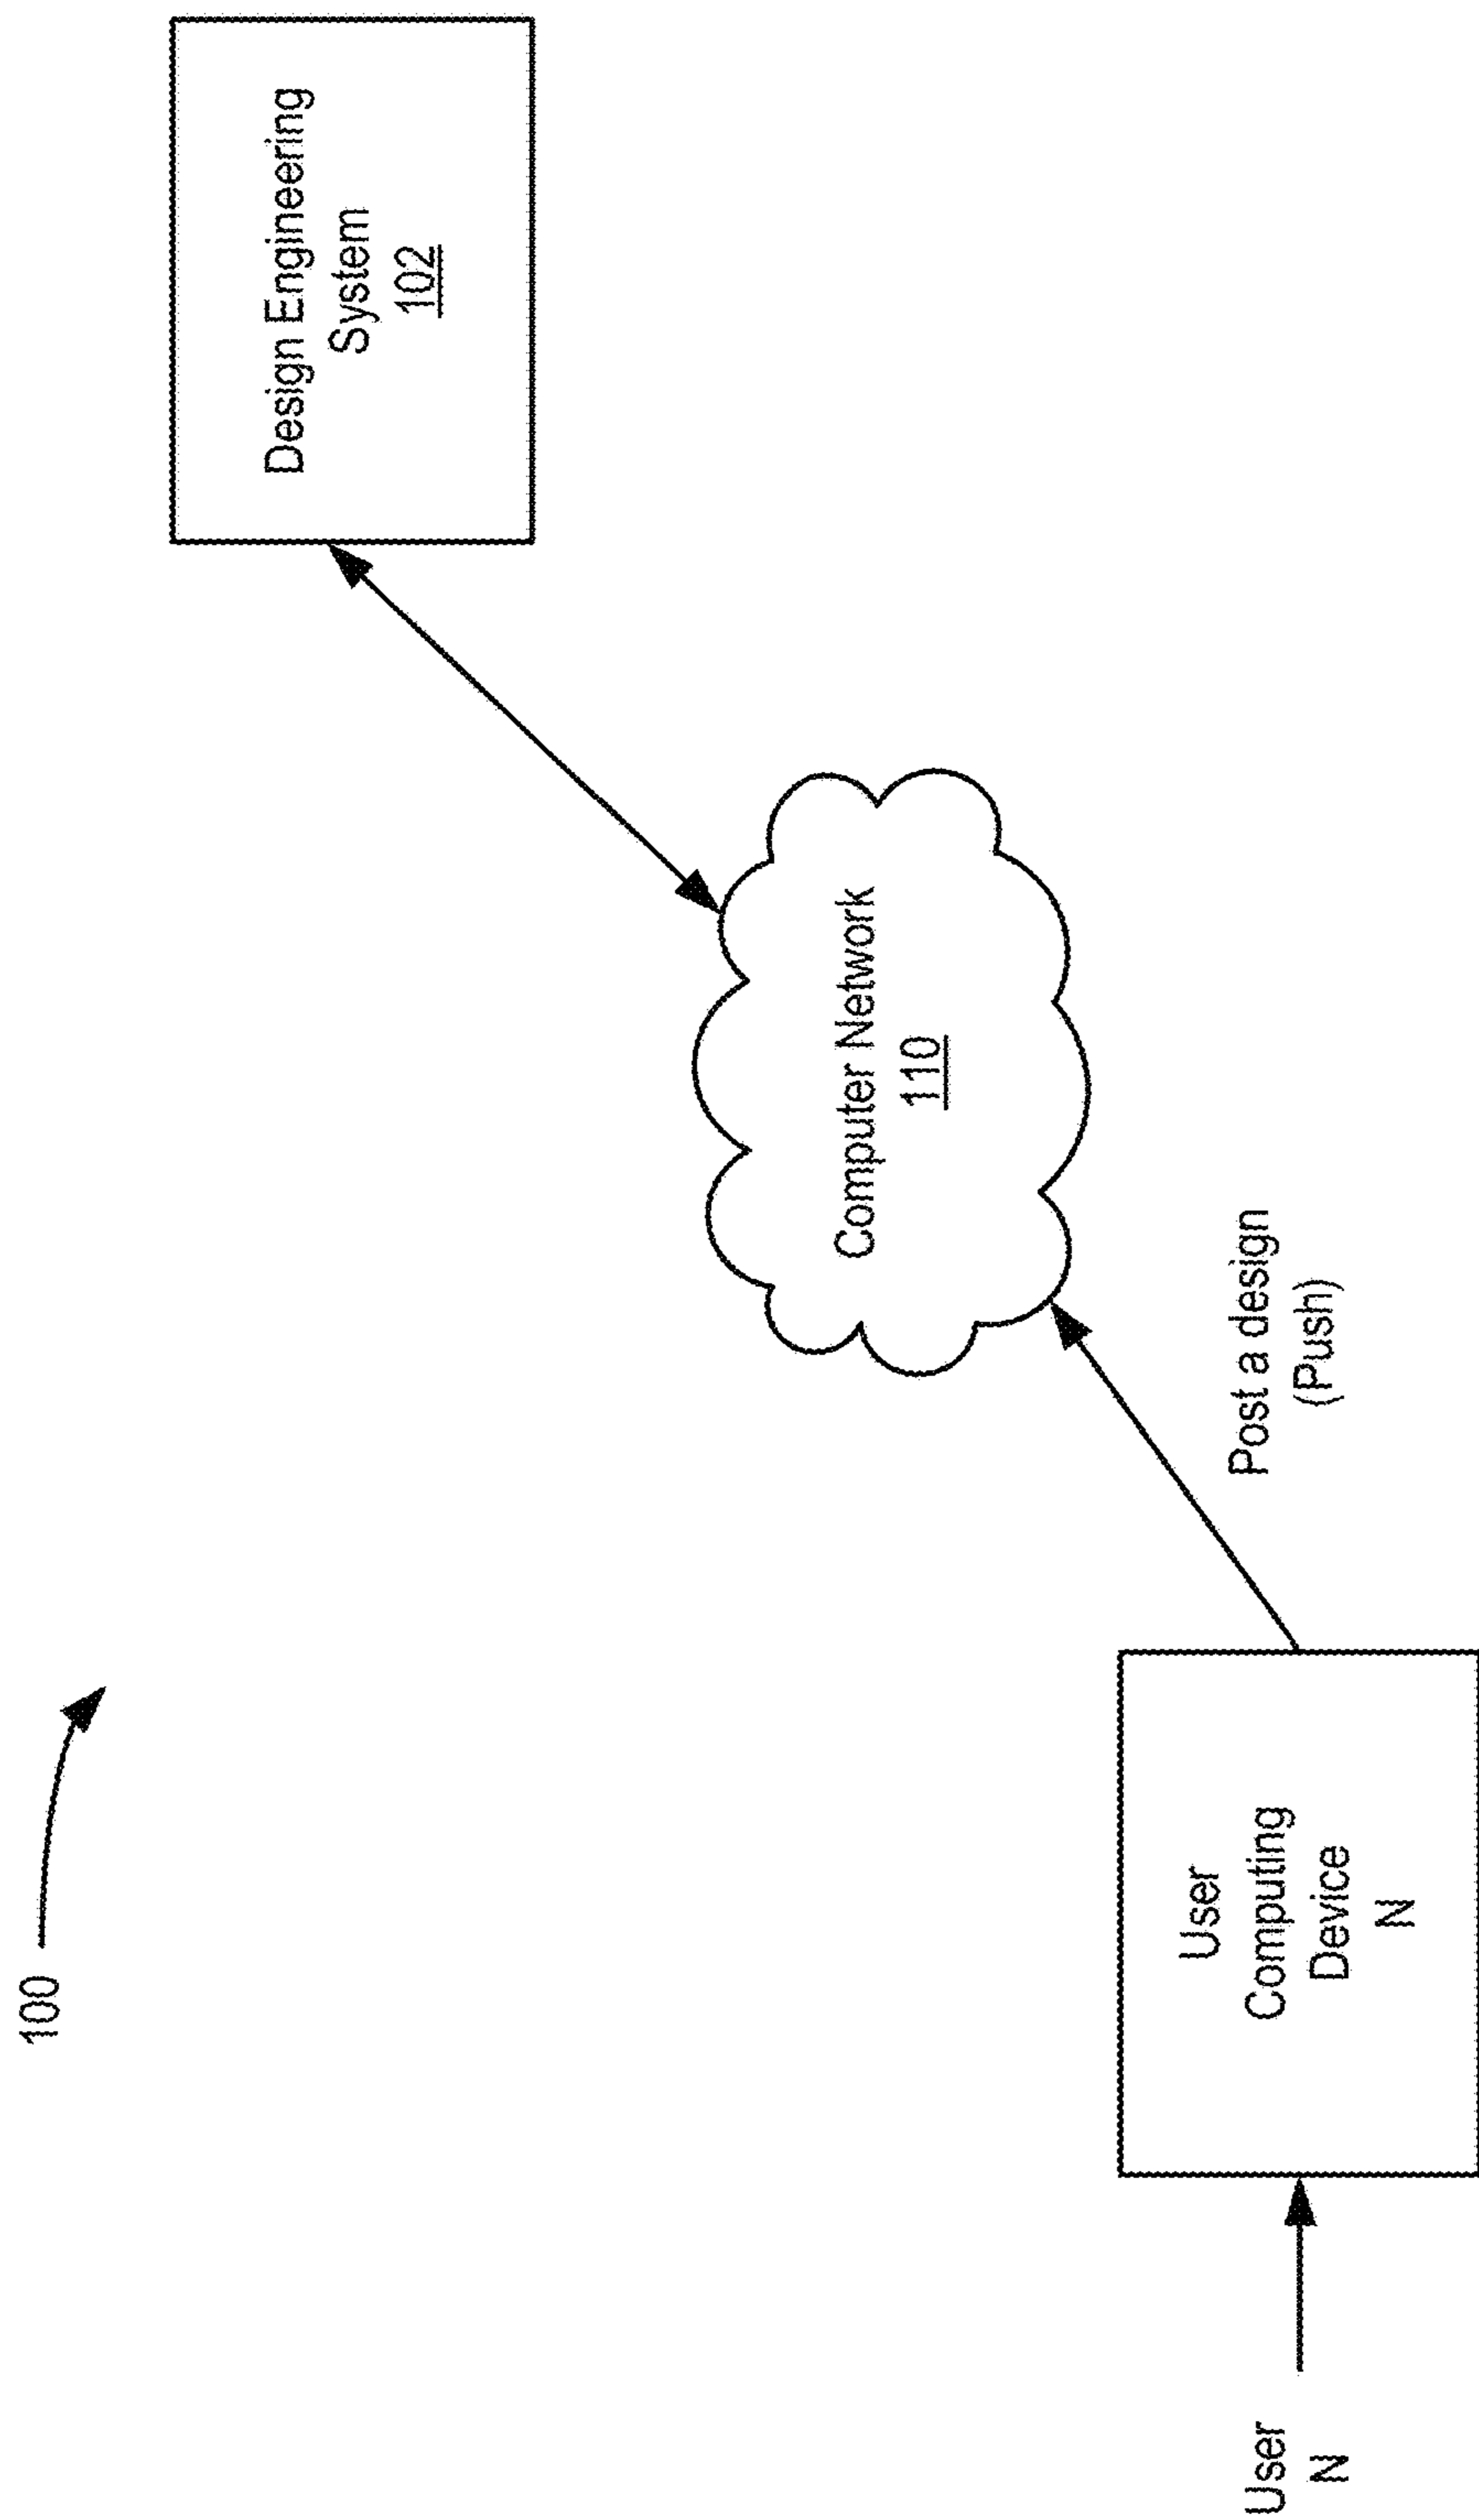 100
Design Engineering
System
102
Computer Network
110
Post a design
(Push)
User
Computing
Device
N
User
N